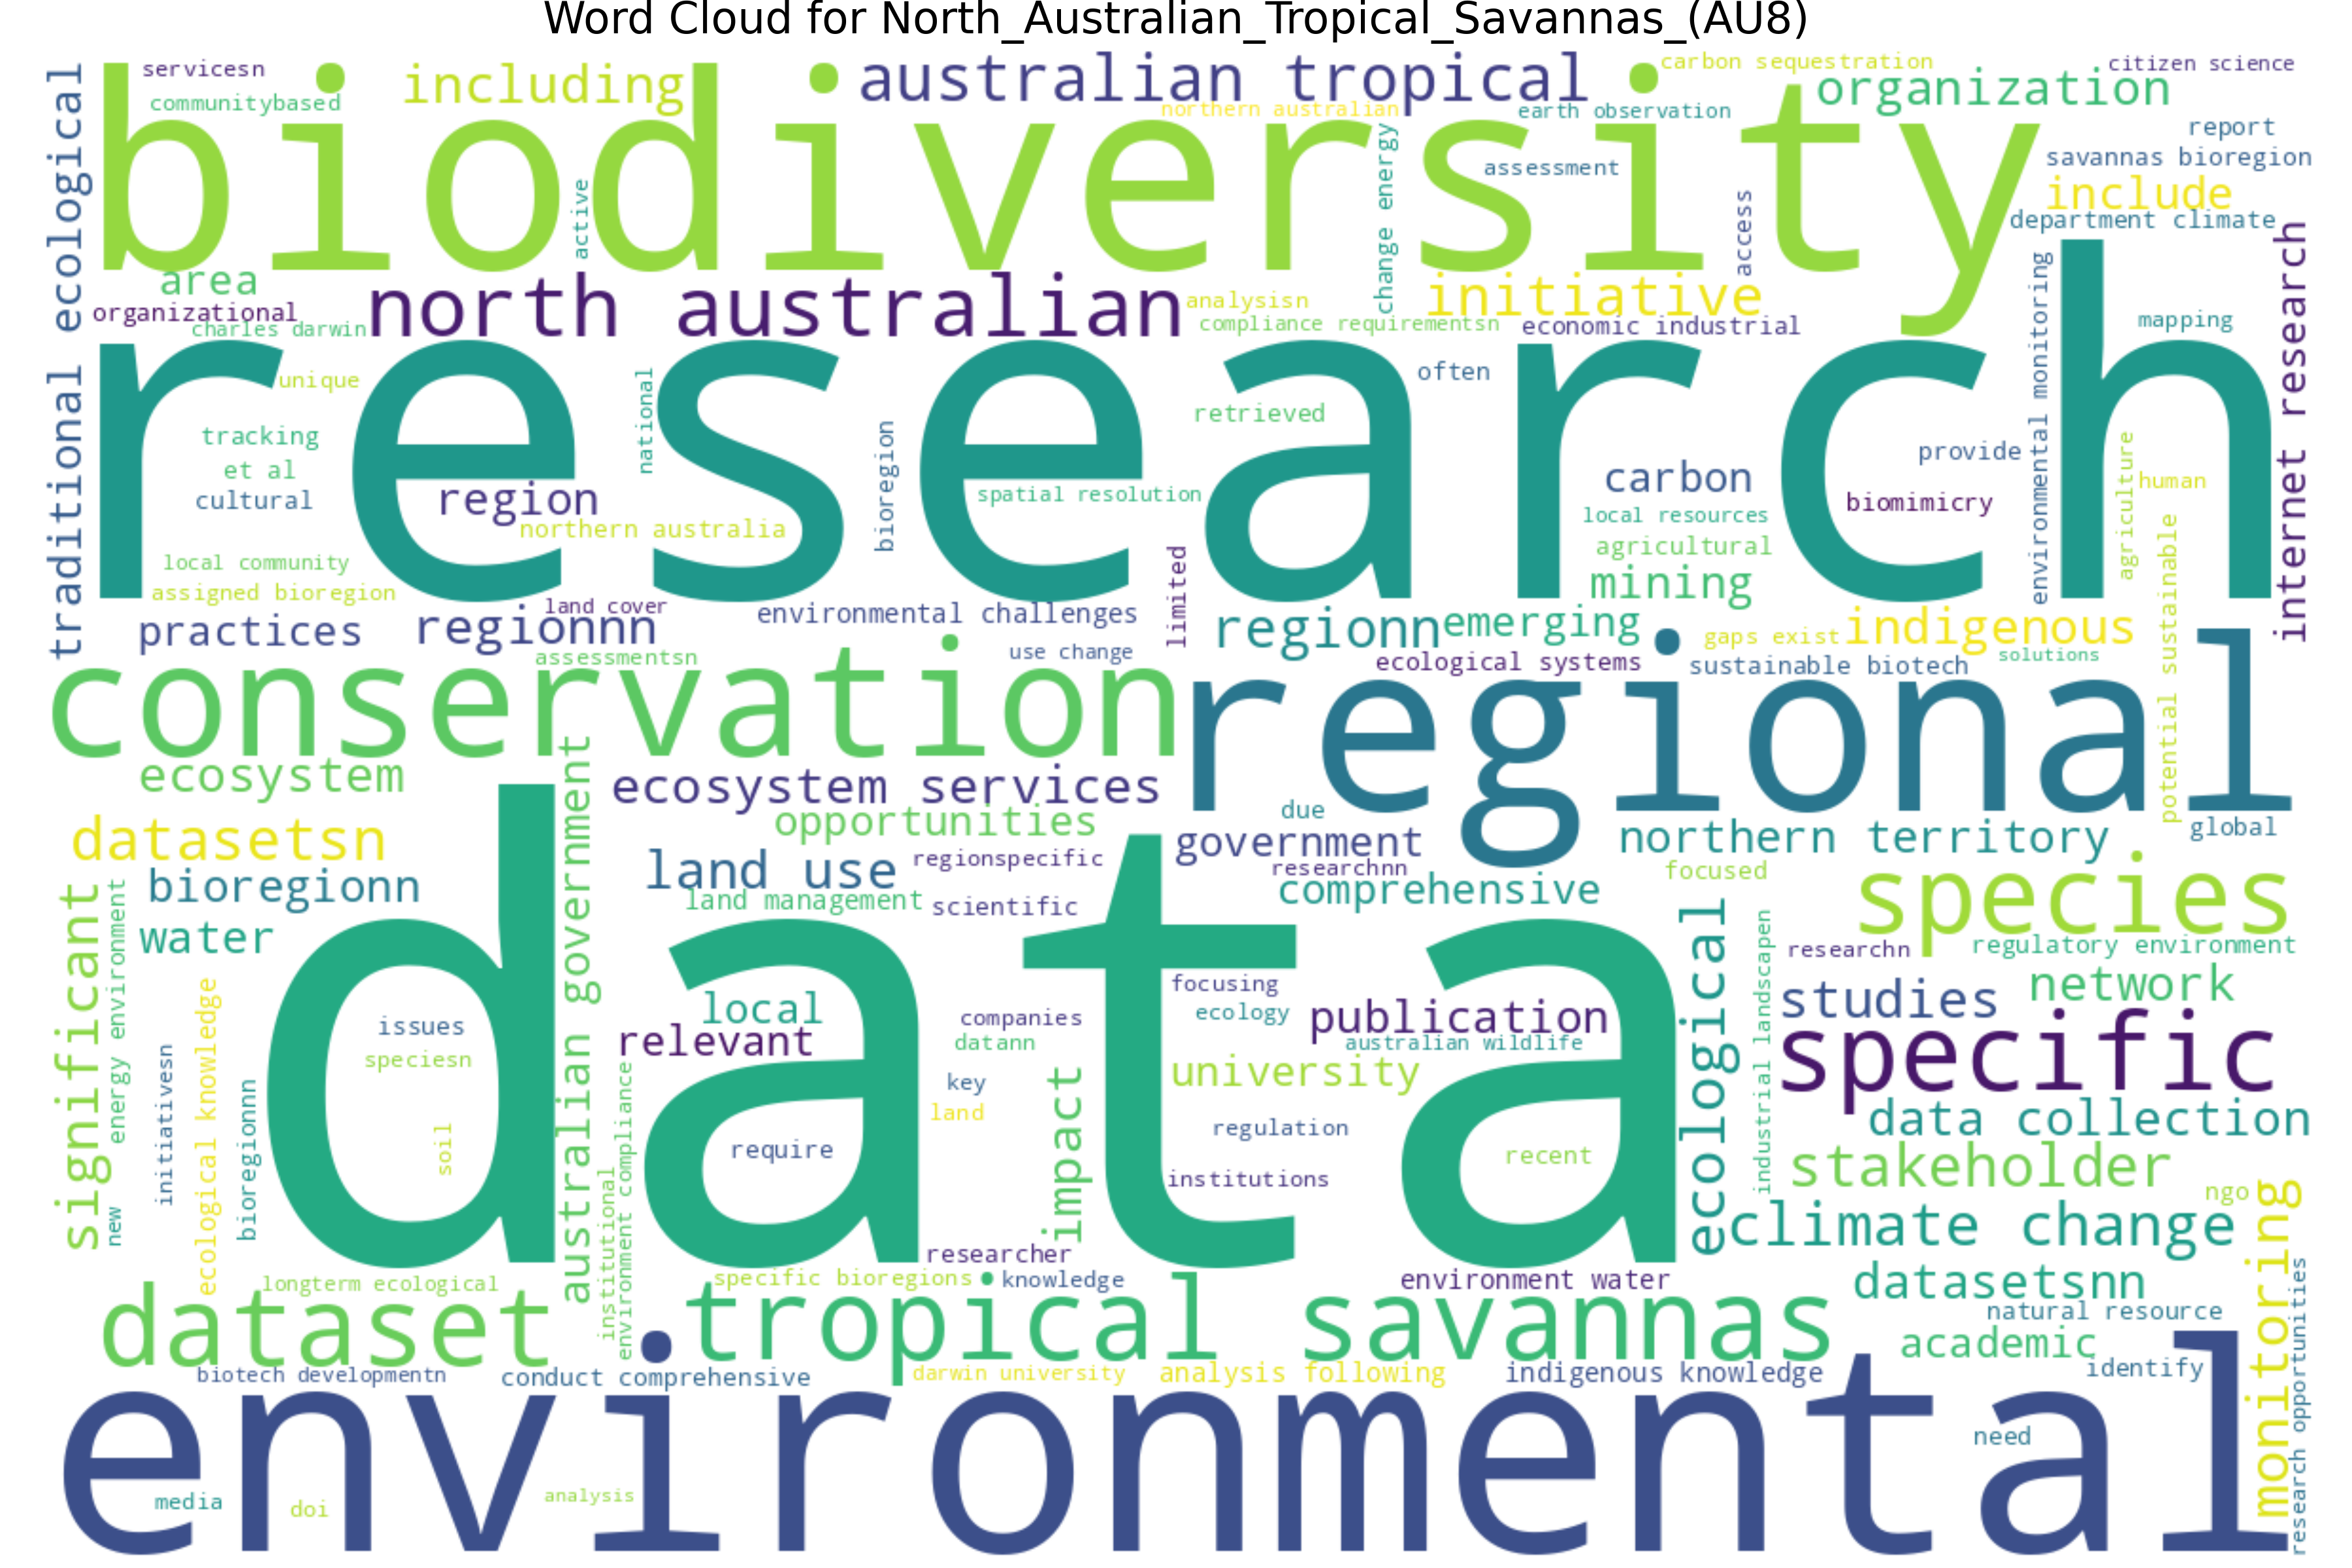 Word Cloud for North_Australian_Tropical_Savannas_(AU8)
servicesn
including
australian tropical
carbon sequestration
citizen science
communitybased
northern australian
earth observation
organization
report
biodiversity
assessment
savannas bioregion
include
traditional ecological
active
change energy
access
department climate
area
north australian
analysisn
initiative
organizational
charles darwin
compliance requirementsn
economic industrial
mapping
internet research
environmental monitoring
research
unique
national
often
retrieved
tracking
et al
cultural
region
northern australia
bioregion
spatial resolution
carbon
provide
biomimicry
agriculture
human
local resources
agricultural
mining
local community
assigned bioregion
land cover
limited
potential sustainable
practices
regionnn
environmental challenges
regionn
emerging
gaps exist
indigenous
assessmentsn
use change
ecological systems
sustainable biotech
solutions
conservation
regional
ecosystem
ecosystem services
opportunities
due
government
northern territory
global
datasetsn
australian government
land use
regionspecific
researchnn
focused
bioregionn
land management
scientific
comprehensive
species
water
significant
energy environment
data
ecological
industrial landscapen
researchn
regulatory environment
ecological knowledge
issues
local
relevant
companies
datann
focusing
ecology
publication
australian wildlife
studies
network
specific
initiativesn
speciesn
key
land
impact
university
bioregionnn
soil
require
regulation
recent
institutions
data collection
stakeholder
ngo
new
institutional
environment compliance
researcher
climate change
monitoring
longterm ecological
specific bioregions
knowledge
environment water
datasetsnn
dataset
tropical savannas
natural resource
academic
research opportunities
biotech developmentn
conduct comprehensive
darwin university
analysis following
indigenous knowledge
identify
environmental
need
media
doi
analysis